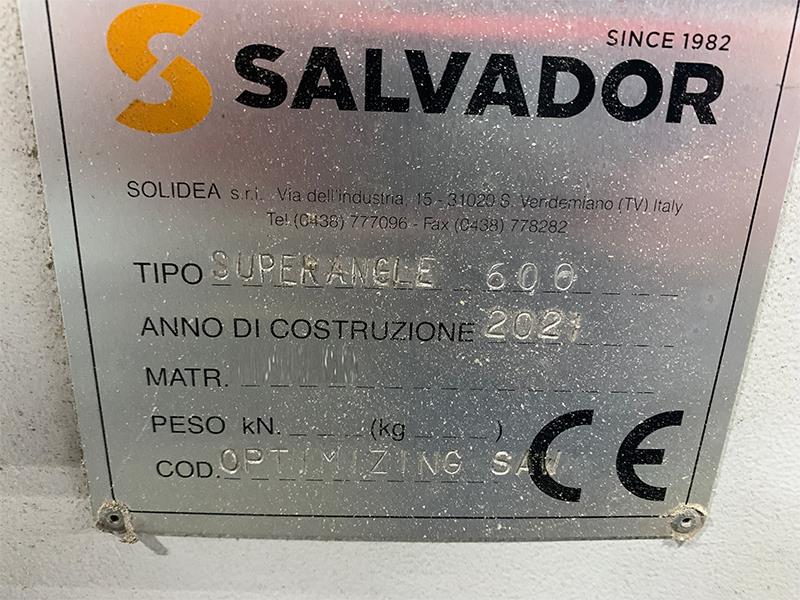 SINCE 1982
SALVADOR
SOLIDEA s.r.l. Via dell'industria, 15 - 31020 S. Vendemiano (TV) Italy
Tel.(0438) 777096 - Fax (0438) 778282
TIPO SUPERANGLE 600
ANNO DI COSTRUZIONE 2021
MATR.
PESO kN. (kg )
COD. OPTIMIZING SAW
CE